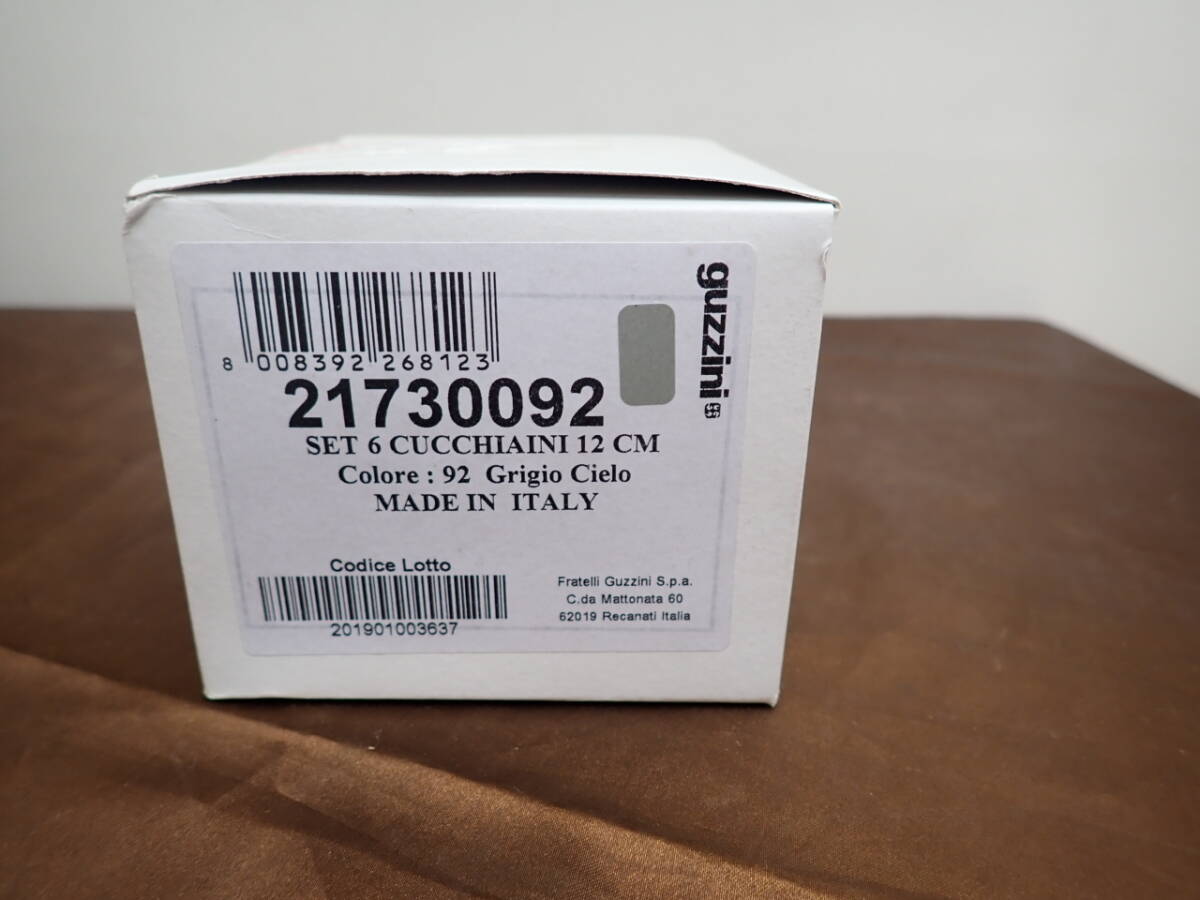 8 008392 268123
guzzini
21730092
SET 6 CUCCHIAINI 12 CM
Colore : 92 Grigio Cielo
MADE IN ITALY
Codice Lotto
201901003637
Fratelli Guzzini S.p.a.
C.da Mattonata 60
62019 Recanati Italia